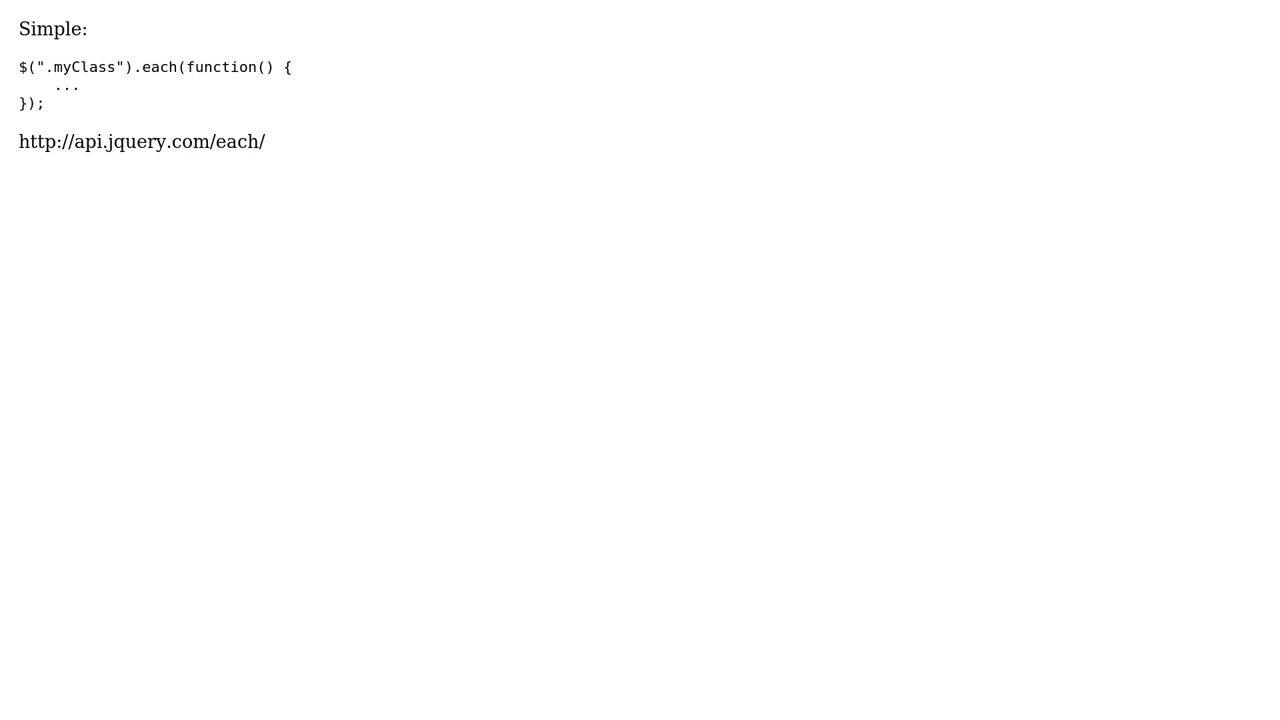 Simple:
$(".myClass").each(function() {
    ...
});
http://api.jquery.com/each/